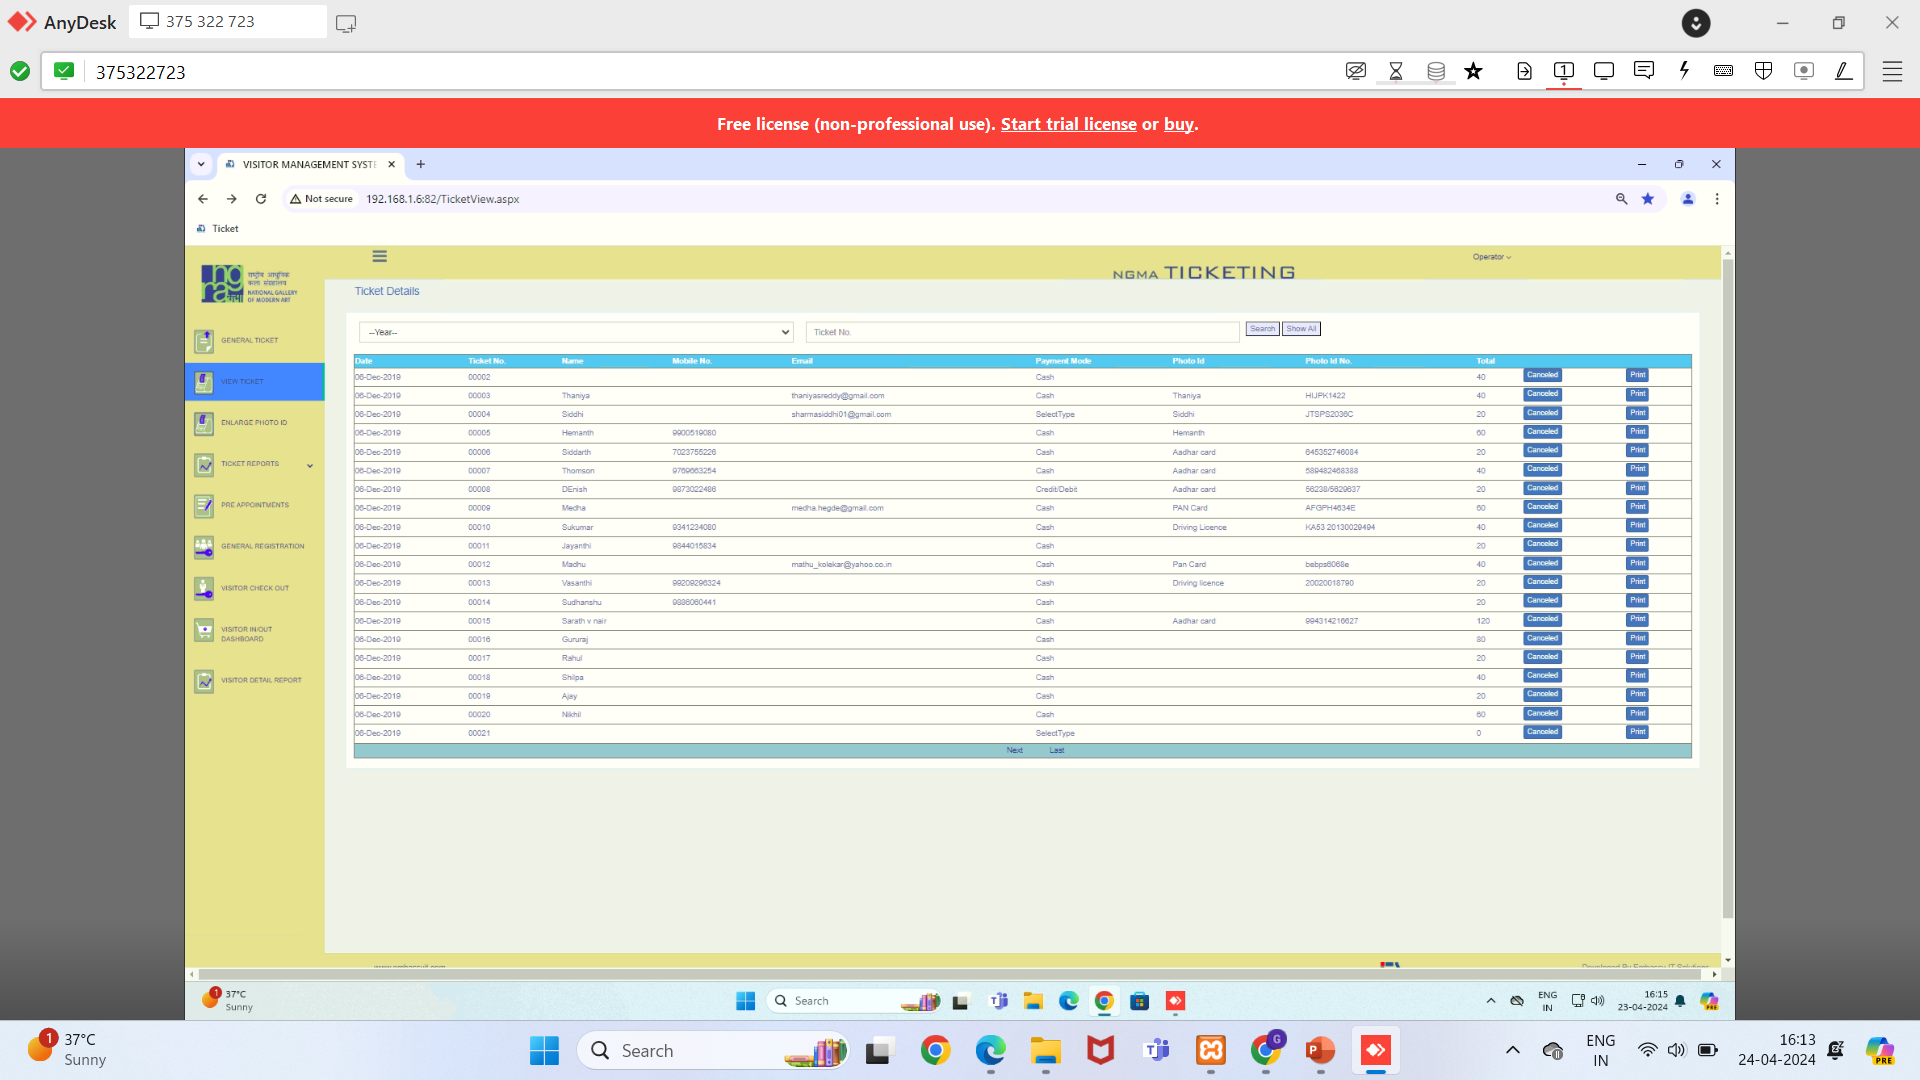 AnyDesk 375 322 723
375322723
Free license (non-professional use). Start trial license or buy.
VISITOR MANAGEMENT SYSTE
Not secure 192.168.1.6:82/TicketView.aspx
Ticket
राष्ट्रीय आधुनिक
कला संग्रहालय
NATIONAL GALLERY
OF MODERN ART
Operator
NGMA TICKETING
Ticket Details
GENERAL TICKET
VIEW TICKET
ENLARGE PHOTO ID
TICKET REPORTS
PRE APPOINTMENTS
GENERAL REGISTRATION
VISITOR CHECK OUT
VISITOR IN/OUT
DASHBOARD
VISITOR DETAIL REPORT
--Year-- Ticket No. Search Show All
Date Ticket No. Name Mobile No. Email Payment Mode Photo Id Photo Id No. Total
06-Dec-2019 00002 Cash 40 Canceled Print
06-Dec-2019 00003 Thaniya thaniyasreddy@gmail.com Cash Thaniya HIJPK1422 40 Canceled Print
06-Dec-2019 00004 Siddhi sharmasiddhi01@gmail.com SelectType Siddhi JTSPS2036C 20 Canceled Print
06-Dec-2019 00005 Hemanth 9900519080 Cash Hemanth 60 Canceled Print
06-Dec-2019 00006 Siddarth 7023755226 Cash Aadhar card 645352746084 20 Canceled Print
06-Dec-2019 00007 Thomson 9769663254 Cash Aadhar card 589482468388 40 Canceled Print
06-Dec-2019 00008 DEnish 9873022486 Credit/Debit Aadhar card 56238/5629637 20 Canceled Print
06-Dec-2019 00009 Medha medha.hegde@gmail.com Cash PAN Card AFGPH4634E 60 Canceled Print
06-Dec-2019 00010 Sukumar 9341234080 Cash Driving Licence KA53 20130029494 40 Canceled Print
06-Dec-2019 00011 Jayanthi 9844015834 Cash 20 Canceled Print
06-Dec-2019 00012 Madhu mathu_kolekar@yahoo.co.in Cash Pan Card bebps6068e 40 Canceled Print
06-Dec-2019 00013 Vasanthi 99209296324 Cash Driving licence 20020018790 20 Canceled Print
06-Dec-2019 00014 Sudhanshu 9886060441 Cash 20 Canceled Print
06-Dec-2019 00015 Sarath v nair Cash Aadhar card 994314216627 120 Canceled Print
06-Dec-2019 00016 Gururaj Cash 80 Canceled Print
06-Dec-2019 00017 Rahul Cash 20 Canceled Print
06-Dec-2019 00018 Shilpa Cash 40 Canceled Print
06-Dec-2019 00019 Ajay Cash 20 Canceled Print
06-Dec-2019 00020 Nikhil Cash 60 Canceled Print
06-Dec-2019 00021 SelectType 0 Canceled Print
Next Last
1 37°C
Sunny
Search
ENG
IN
16:15
23-04-2024
1 37°C
Sunny
Search
ENG
IN
16:13
24-04-2024